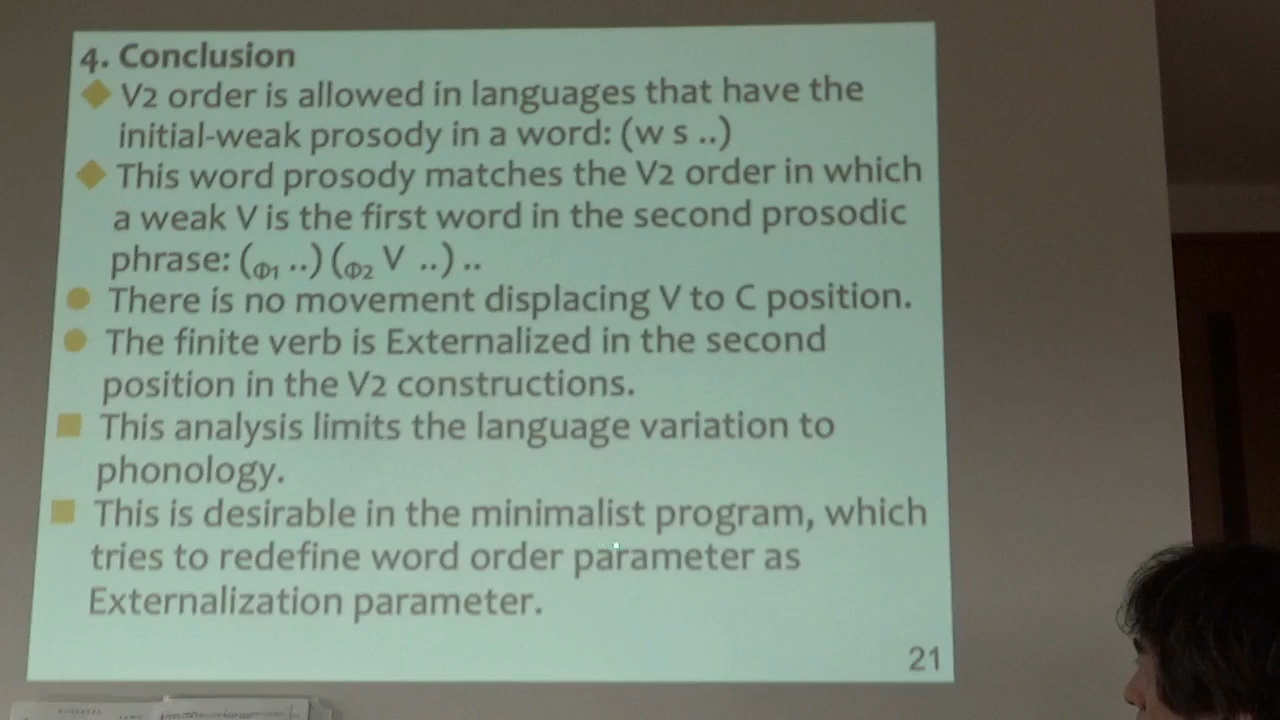 4. Conclusion
V2 order is allowed in languages that have the
initial-weak prosody in a word: (w s ..)
This word prosody matches the V2 order in which
a weak V is the first word in the second prosodic
phrase: (Φ1 ..) (Φ2 V ..) ..
There is no movement displacing V to C position.
The finite verb is Externalized in the second
position in the V2 constructions.
This analysis limits the language variation to
phonology.
This is desirable in the minimalist program, which
tries to redefine word order parameter as
Externalization parameter.
21